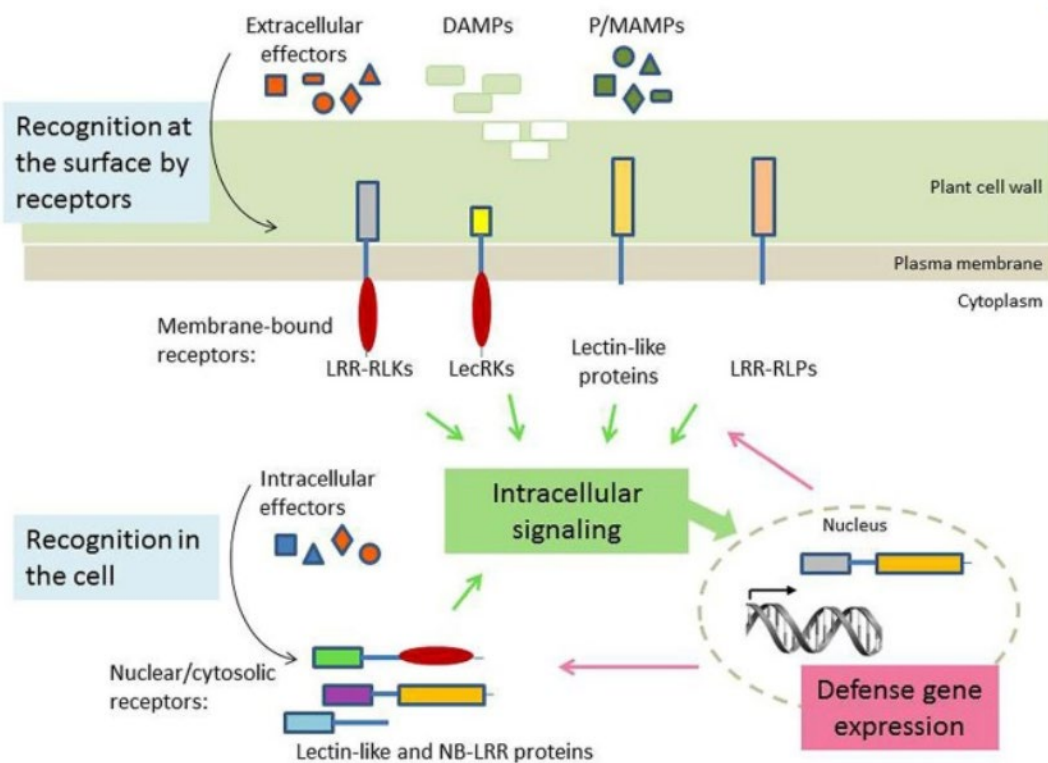 Extracellular
effectors
DAMPs
P/MAMPs
Recognition at
the surface by
receptors
Plant cell wall
Plasma membrane
Cytoplasm
Membrane-bound
receptors:
LRR-RLKs
LecRKs
Lectin-like
proteins
LRR-RLPs
Intracellular
effectors
Intracellular
signaling
Nucleus
Recognition in
the cell
Nuclear/cytosolic
receptors:
Defense gene
expression
Lectin-like and NB-LRR proteins